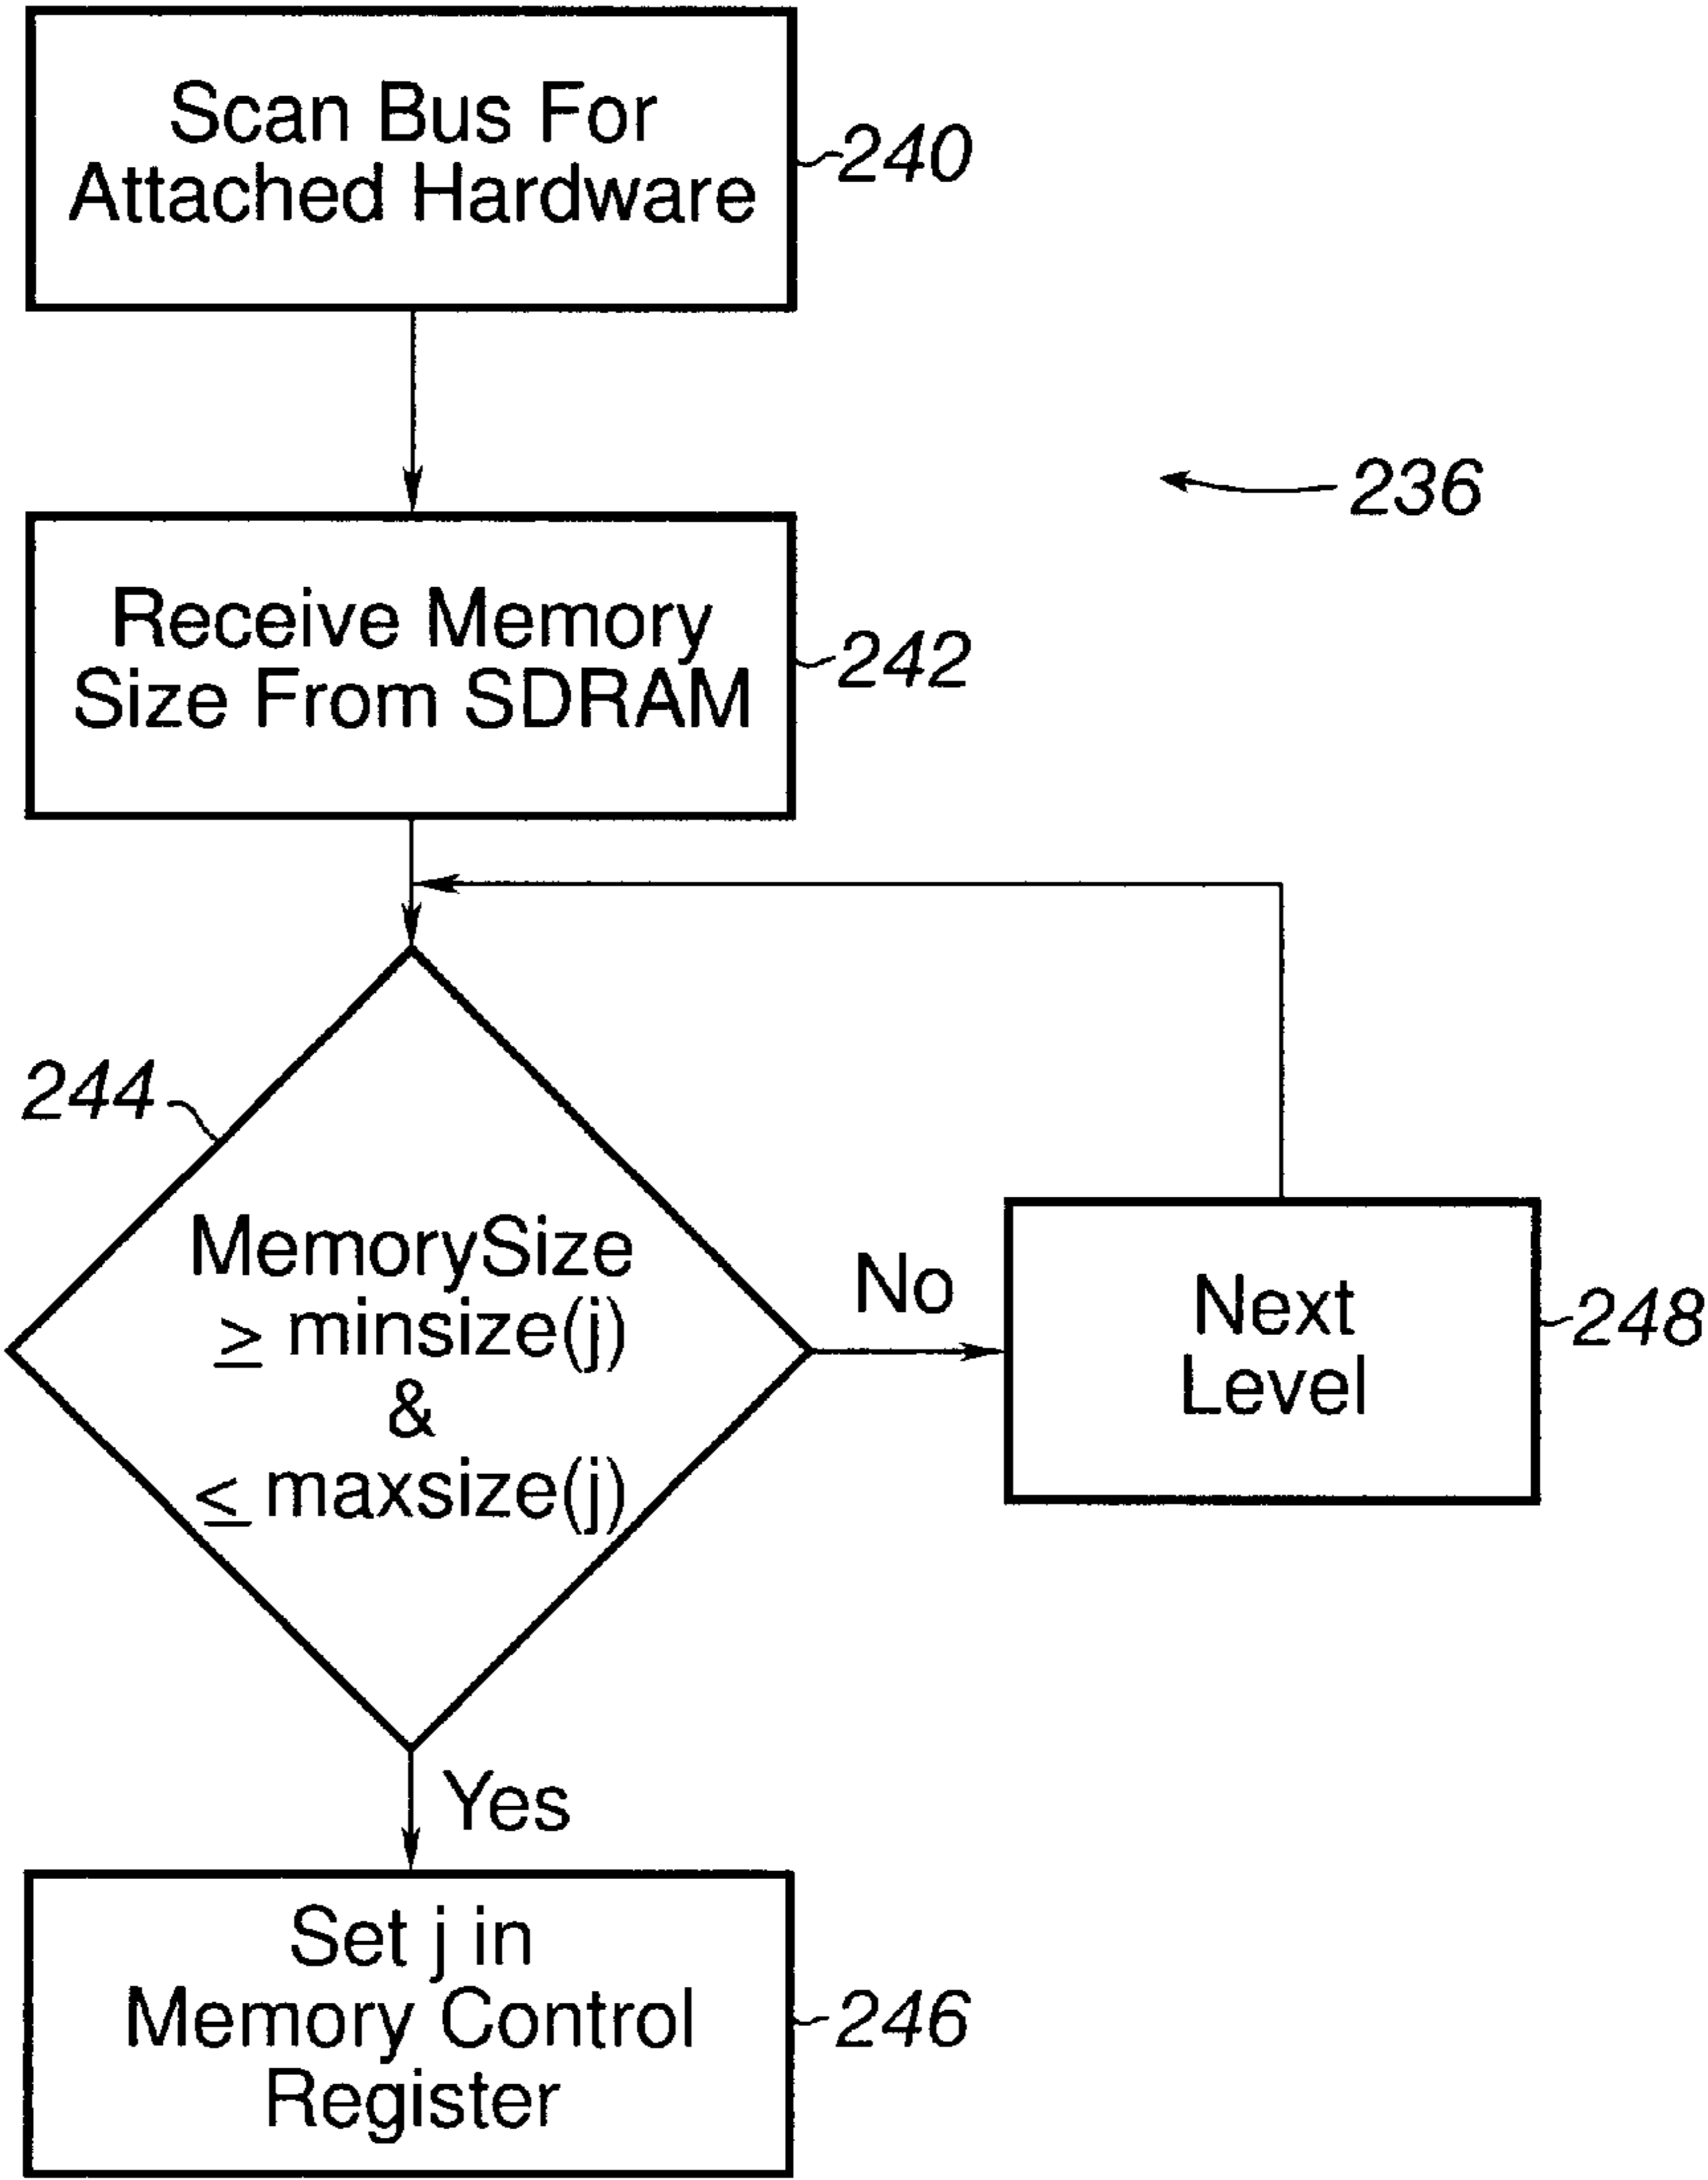 Scan Bus For
Attached Hardware
240
236
Receive Memory
Size From SDRAM
242
244
MemorySize
≥ minsize(j)
&
≤ maxsize(j)
No
Next
Level
248
Yes
Set j in
Memory Control
Register
246